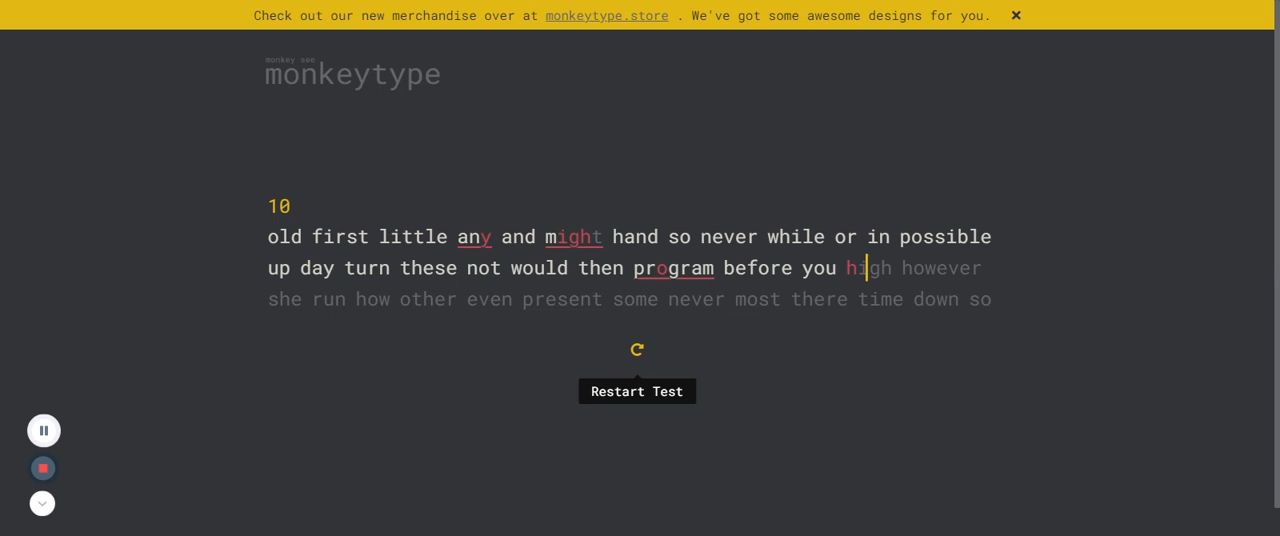 Check out our new merchandise over at monkeytype.store . We've got some awesome designs for you.
monkey see
monkeytype
10
old first little any and might hand so never while or in possible
up day turn these not would then program before you high however
she run how other even present some never most there time down so
Restart Test